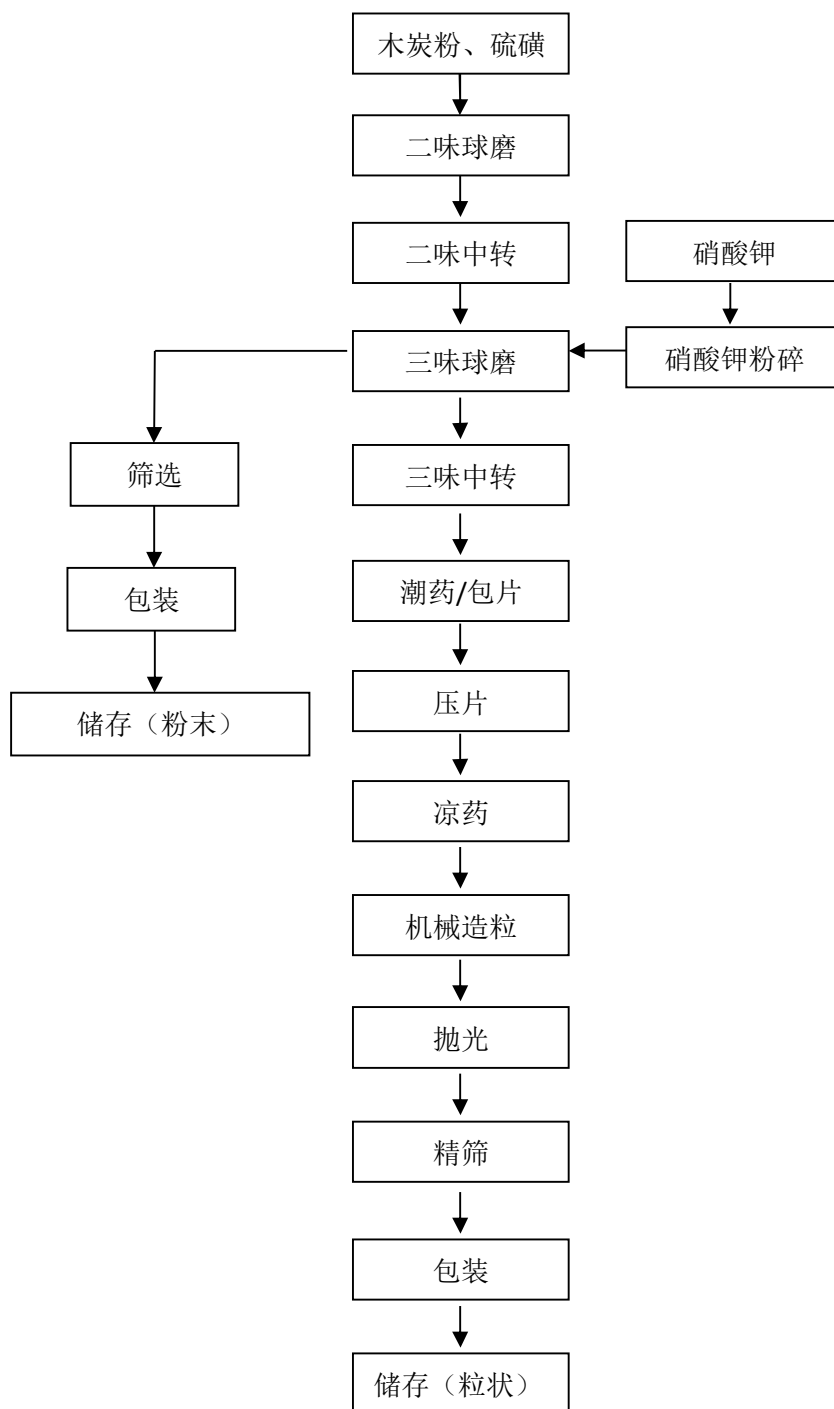 木炭粉、硫磺
二味球磨
二味中转
硝酸钾
三味球磨
硝酸钾粉碎
筛选
三味中转
包装
潮药/包片
压片
储存（粉末）
凉药
机械造粒
抛光
精筛
包装
储存（粒状）